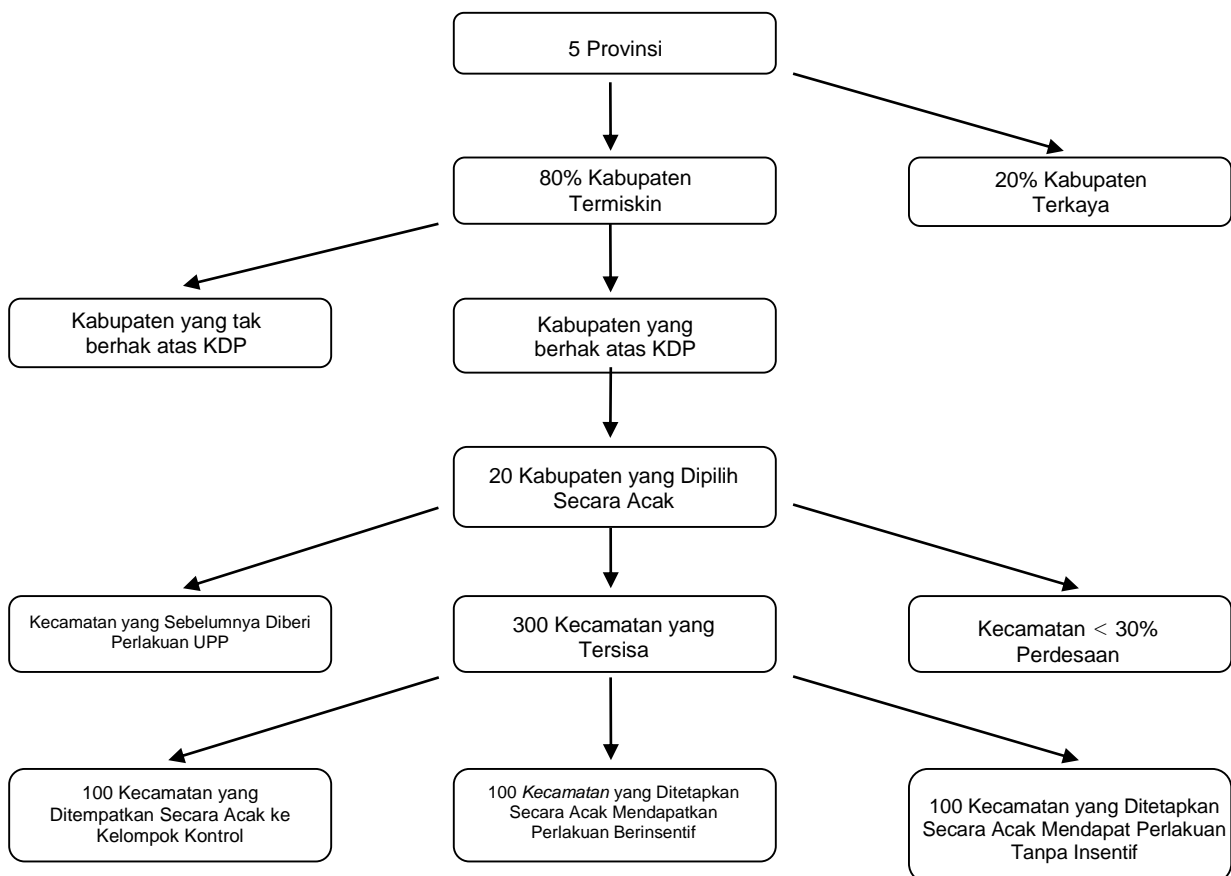 5 Provinsi
80% Kabupaten
Termiskin
20% Kabupaten
Terkaya
Kabupaten yang tak
berhak atas KDP
Kabupaten yang
berhak atas KDP
20 Kabupaten yang Dipilih
Secara Acak
Kecamatan yang Sebelumnya Diberi
Perlakuan UPP
300 Kecamatan yang
Tersisa
Kecamatan < 30%
Perdesaan
100 Kecamatan yang
Ditempatkan Secara Acak ke
Kelompok Kontrol
100 Kecamatan yang Ditetapkan
Secara Acak Mendapatkan
Perlakuan Berinsentif
100 Kecamatan yang Ditetapkan
Secara Acak Mendapat Perlakuan
Tanpa Insentif